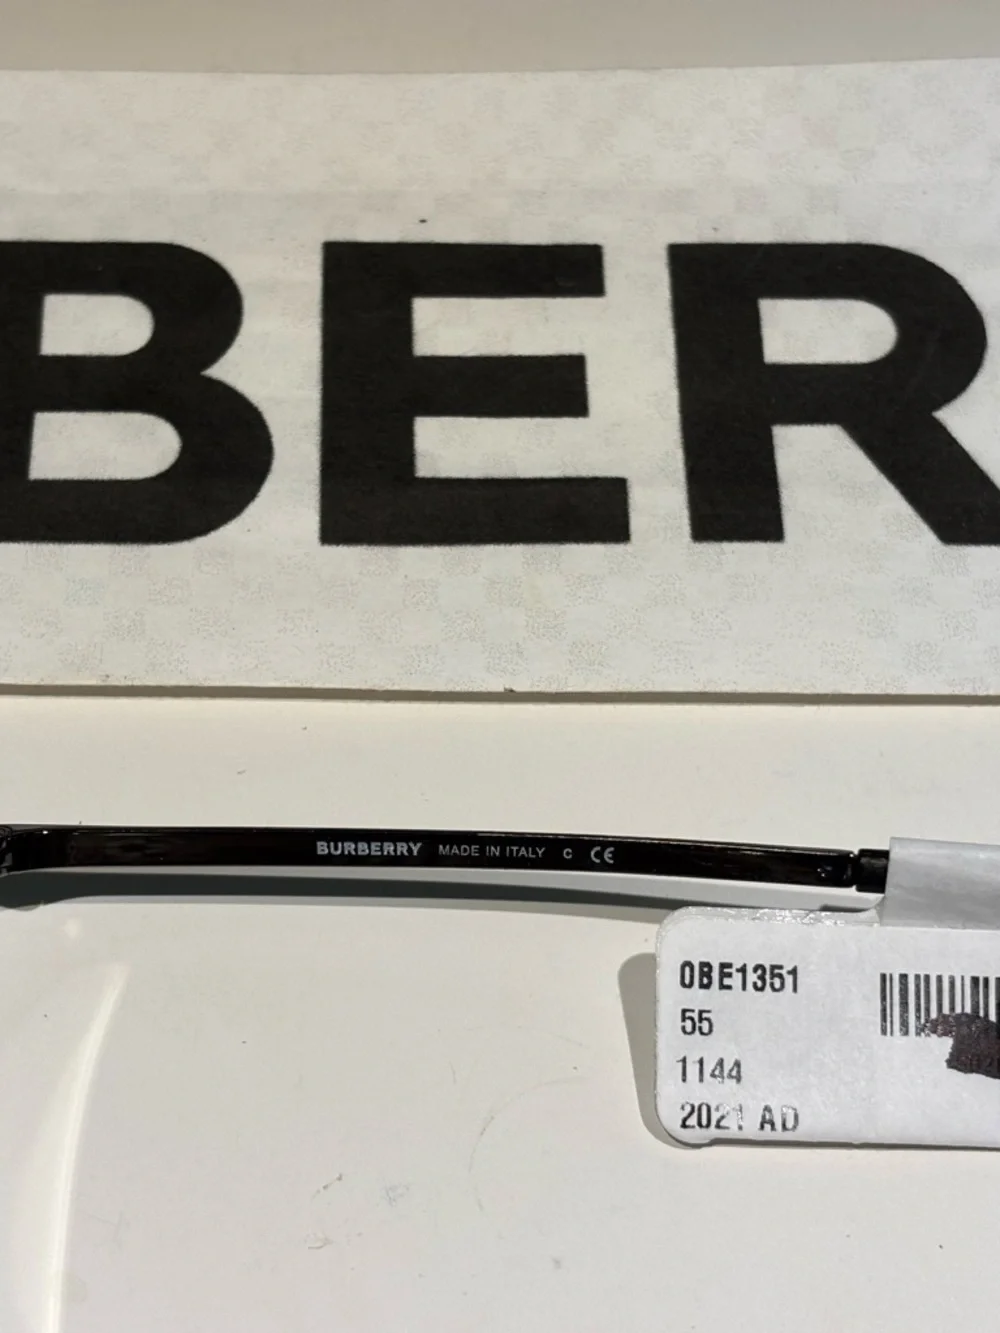 BER
BURBERRY MADE IN ITALY C CE
0BE1351
55
1144
2021 AD